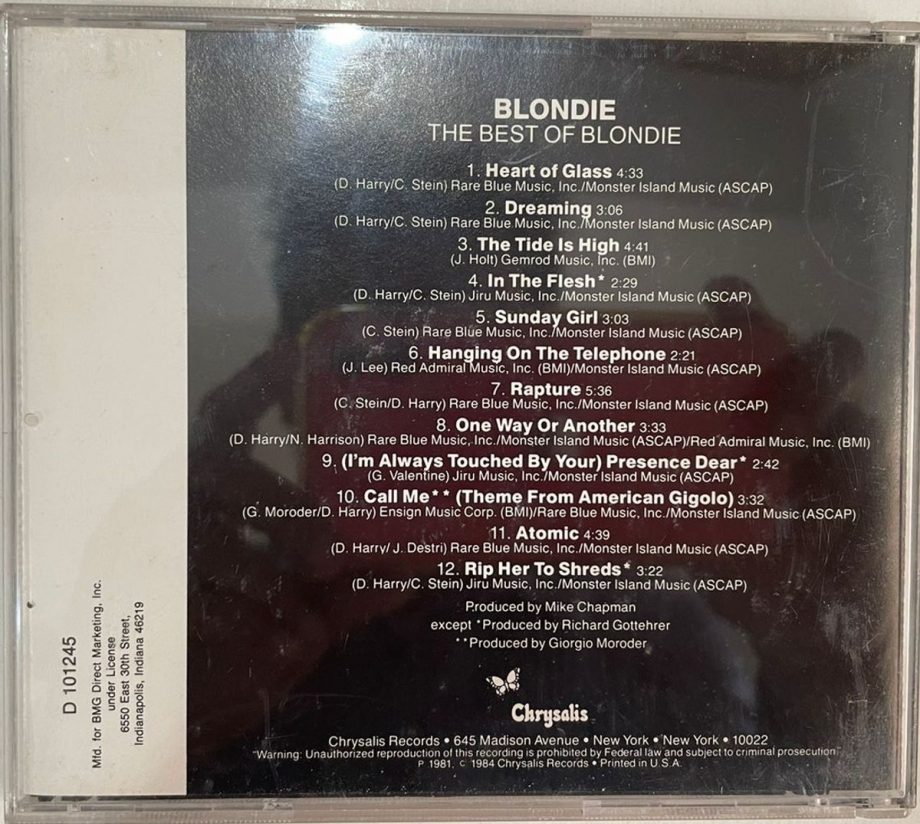 BLONDIE
THE BEST OF BLONDIE
1. Heart of Glass 4:33
(D. Harry/C. Stein) Rare Blue Music, Inc./Monster Island Music (ASCAP)
2. Dreaming 3:06
(D. Harry/C. Stein) Rare Blue Music, Inc./Monster Island Music (ASCAP)
3. The Tide Is High 4:41
(J. Holt) Gemrod Music, Inc. (BMI)
4. In The Flesh* 2:29
(D. Harry/C. Stein) Jiru Music, Inc./Monster Island Music (ASCAP)
5. Sunday Girl 3:03
(C. Stein) Rare Blue Music, Inc./Monster Island Music (ASCAP)
6. Hanging On The Telephone 2:21
(J. Lee) Red Admiral Music, Inc. (BMI)/Monster Island Music (ASCAP)
7. Rapture 5:36
(C. Stein/D. Harry) Rare Blue Music, Inc./Monster Island Music (ASCAP)
8. One Way Or Another 3:33
(D. Harry/N. Harrison) Rare Blue Music, Inc./Monster Island Music (ASCAP)/Red Admiral Music, Inc. (BMI)
9. (I'm Always Touched By Your) Presence Dear* 2:42
(G. Valentine) Jiru Music, Inc./Monster Island Music (ASCAP)
10. Call Me** (Theme From American Gigolo) 3:32
(G. Moroder/D. Harry) Ensign Music Corp. (BMI)/Rare Blue Music, Inc./Monster Island Music (ASCAP)
11. Atomic 4:39
(D. Harry/ J. Destri) Rare Blue Music, Inc./Monster Island Music (ASCAP)
12. Rip Her To Shreds* 3:22
(D. Harry/C. Stein) Jiru Music, Inc./Monster Island Music (ASCAP)
Produced by Mike Chapman
except *Produced by Richard Gottehrer
**Produced by Giorgio Moroder
Chrysalis
Chrysalis Records • 645 Madison Avenue • New York • New York • 10022
"Warning: Unauthorized reproduction of this recording is prohibited by Federal law and subject to criminal prosecution."
P 1981, C 1984 Chrysalis Records • Printed in U.S.A.
D 101245
Mfd. for BMG Direct Marketing, Inc.
under License
6550 East 30th Street,
Indianapolis, Indiana 46219